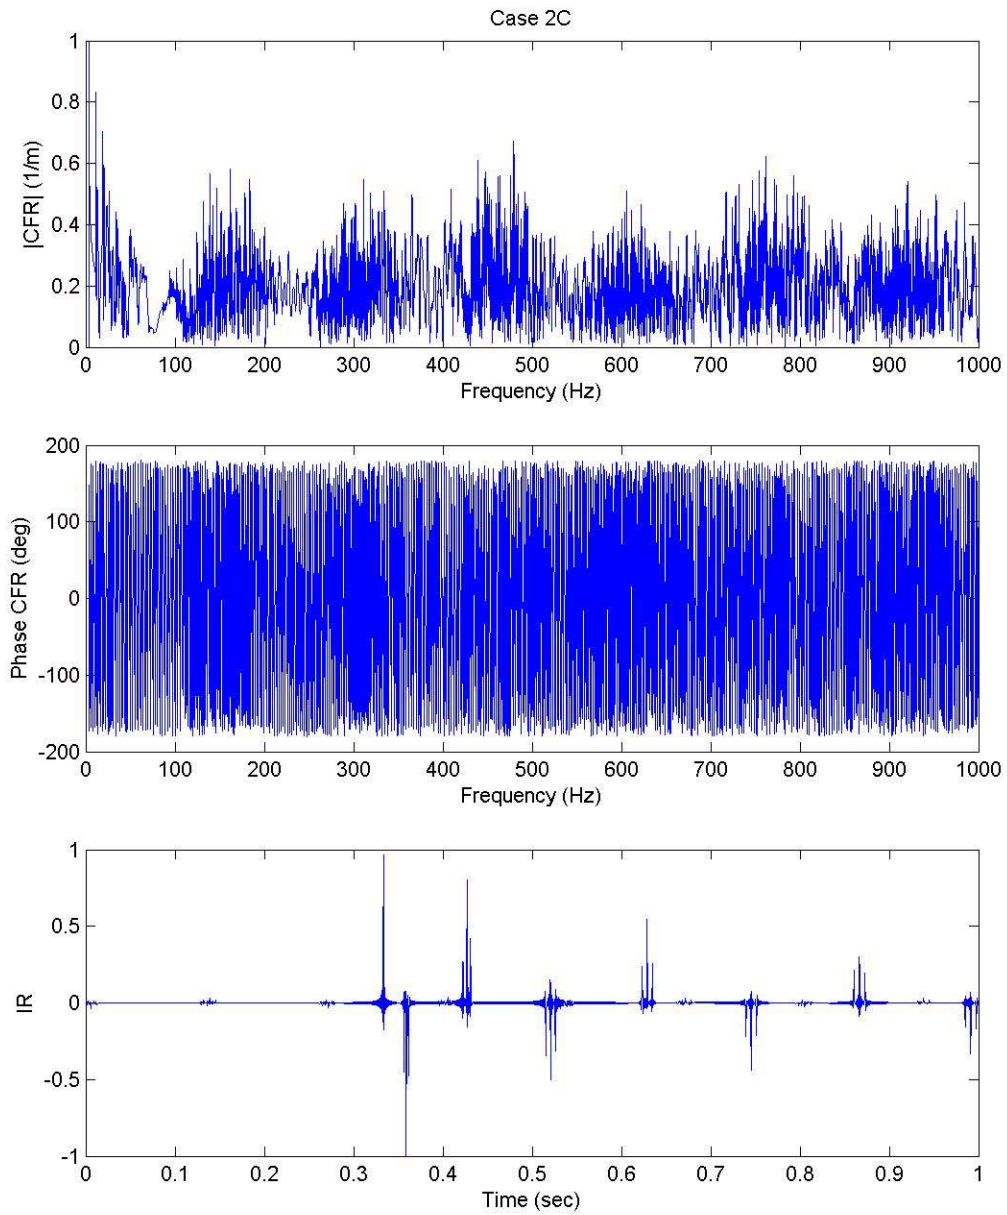 Case 2C
1
0.8
0.6
0.4
0.2
0
|CFR| (1/m)
0 100 200 300 400 500 600 700 800 900 1000
Frequency (Hz)
200
100
0
-100
-200
Phase CFR (deg)
0 100 200 300 400 500 600 700 800 900 1000
Frequency (Hz)
1
0.5
0
-0.5
-1
IR
0 0.1 0.2 0.3 0.4 0.5 0.6 0.7 0.8 0.9 1
Time (sec)